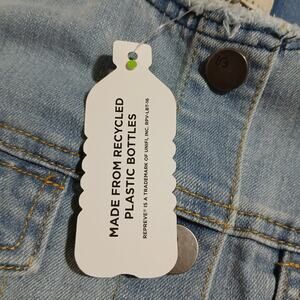 MADE FROM RECYCLED
PLASTIC BOTTLES
REPREVE® IS A TRADEMARK OF UNIFI, INC. RPV-LBT-16